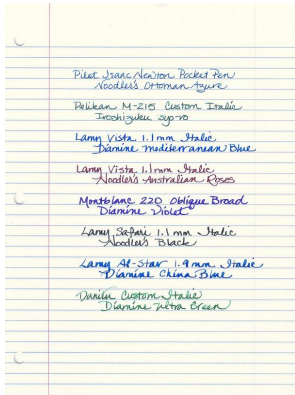 Pilot Isaac Newton Pocket Pen
Noodler's Ottoman Azure
Pelikan M-215 Custom Italic
Iroshizuku syo-ro
Lamy Vista 1.1mm Italic
Diamine Mediterranean Blue
Lamy Vista 1.1mm Italic
Noodler's Australian Roses
Montblanc 220 Oblique Broad
Diamine Violet
Lamy Safari 1.1mm Italic
Noodler's Black
Lamy Al-Star 1.9mm Italic
Diamine China Blue
Custom Italic
Diamine Ultra Green